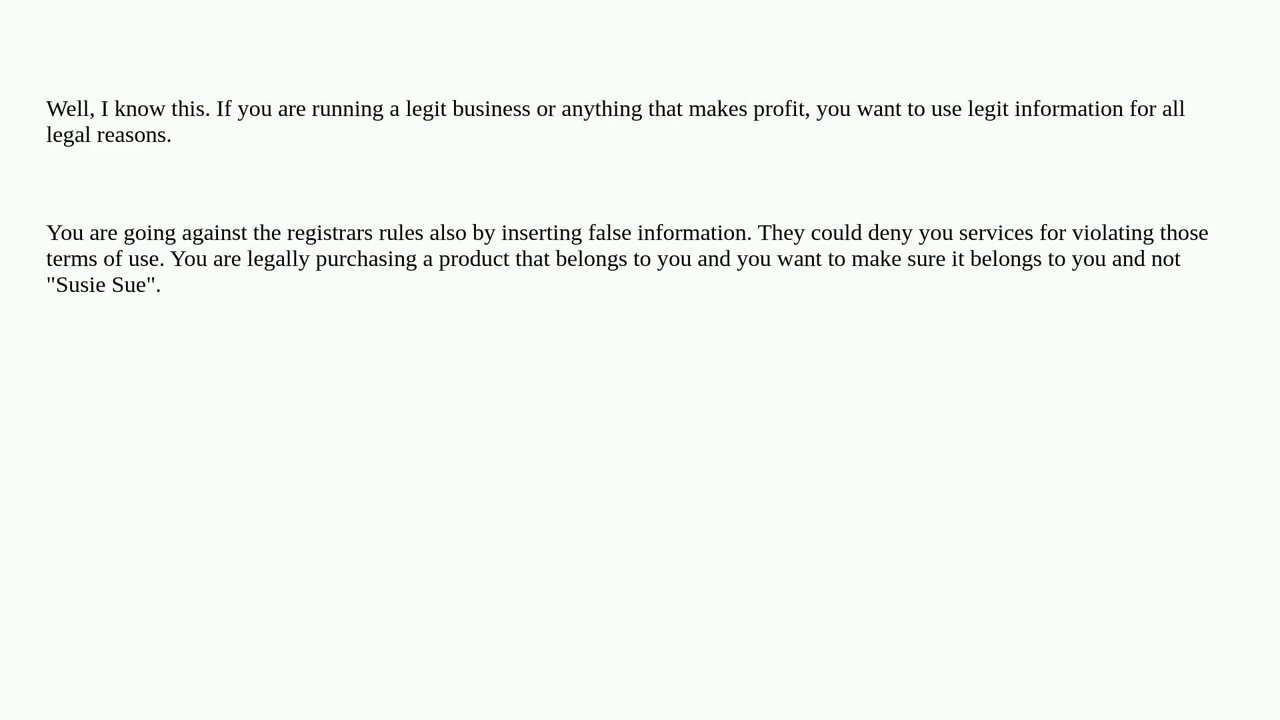 Well, I know this. If you are running a legit business or anything that makes profit, you want to use legit information for all
legal reasons.
You are going against the registrars rules also by inserting false information. They could deny you services for violating those
terms of use. You are legally purchasing a product that belongs to you and you want to make sure it belongs to you and not
"Susie Sue".